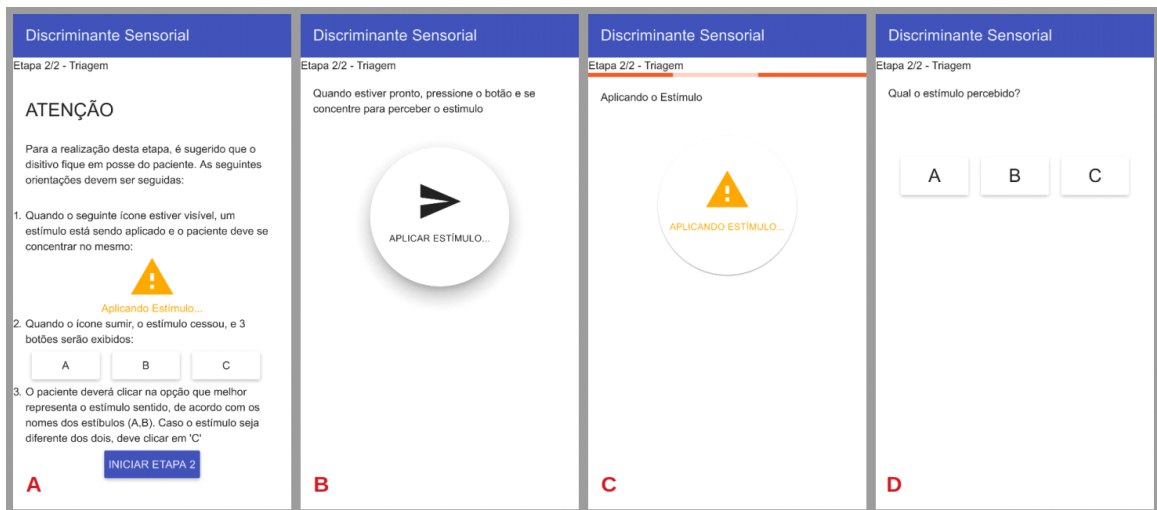 Discriminante Sensorial
Etapa 2/2 - Triagem
ATENÇÃO
Para a realização desta etapa, é sugerido que o
disitivo fique em posse do paciente. As seguintes
orientações devem ser seguidas:
1. Quando o seguinte ícone estiver visível, um
estímulo está sendo aplicado e o paciente deve se
concentrar no mesmo:
Aplicando Estímulo...
2. Quando o ícone sumir, o estímulo cessou, e 3
botões serão exibidos:
A B C
3. O paciente deverá clicar na opção que melhor
representa o estímulo sentido, de acordo com os
nomes dos estíbulos (A,B). Caso o estímulo seja
diferente dos dois, deve clicar em 'C'
INICIAR ETAPA 2
A
Discriminante Sensorial
Etapa 2/2 - Triagem
Quando estiver pronto, pressione o botão e se
concentre para perceber o estimulo
APLICAR ESTÍMULO...
B
Discriminante Sensorial
Etapa 2/2 - Triagem
Aplicando o Estímulo
APLICANDO ESTÍMULO...
C
Discriminante Sensorial
Etapa 2/2 - Triagem
Qual o estímulo percebido?
A B C
D